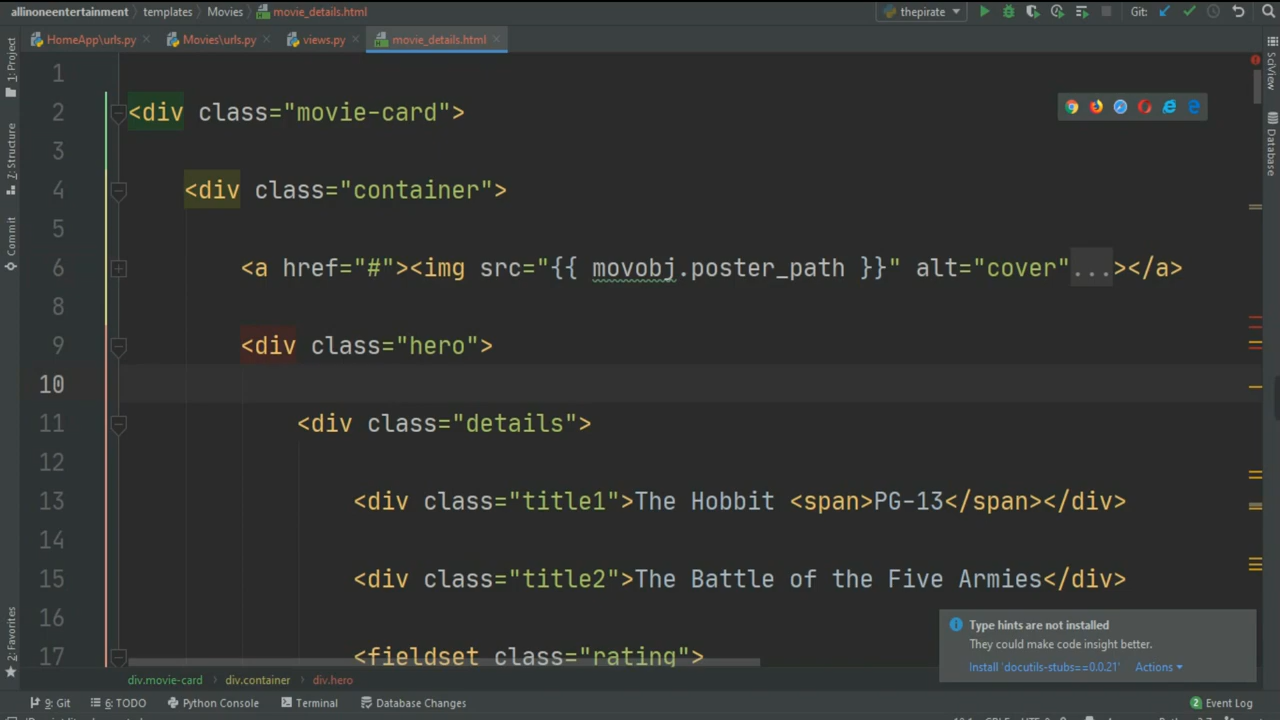 allinoneentertainment templates Movies movie_details.html thepirate Git:
HomeApp\urls.py Movies\urls.py views.py movie_details.html
1: Project
Z: Structure
Commit
2: Favorites
SciView
Database
1
2 <div class="movie-card">
3
4 <div class="container">
5
6 <a href="#"><img src="{{ movobj.poster_path }}" alt="cover"...></a>
8
9 <div class="hero">
10
11 <div class="details">
12
13 <div class="title1">The Hobbit <span>PG-13</span></div>
14
15 <div class="title2">The Battle of the Five Armies</div>
16
17 <fieldset class="rating">
Type hints are not installed
They could make code insight better.
Install 'docutils-stubs==0.0.21' Actions
div.movie-card div.container div.hero
9: Git 6: TODO Python Console Terminal Database Changes 2 Event Log